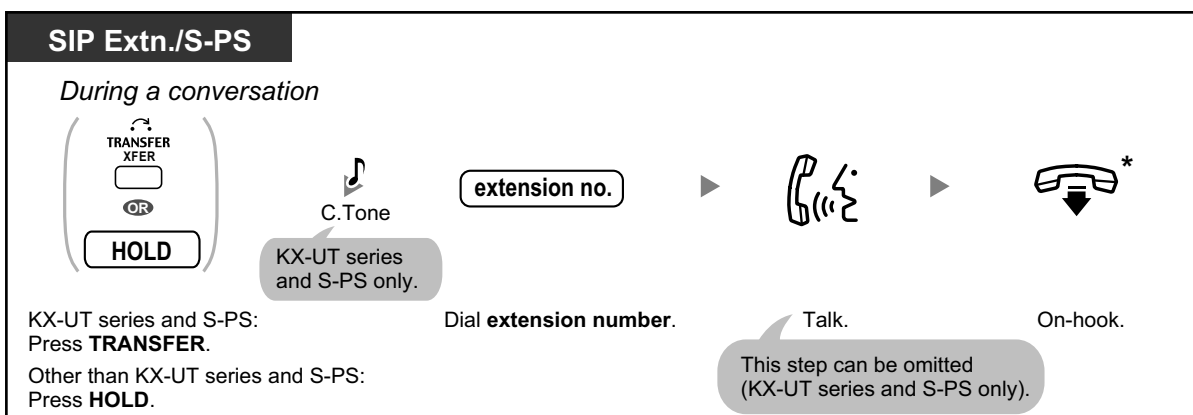 SIP Extn./S-PS
During a conversation
TRANSFER
XFER
OR
HOLD
C.Tone
KX-UT series
and S-PS only.
extension no.
*
KX-UT series and S-PS:
Press TRANSFER.
Other than KX-UT series and S-PS:
Press HOLD.
Dial extension number.
Talk.
This step can be omitted
(KX-UT series and S-PS only).
On-hook.